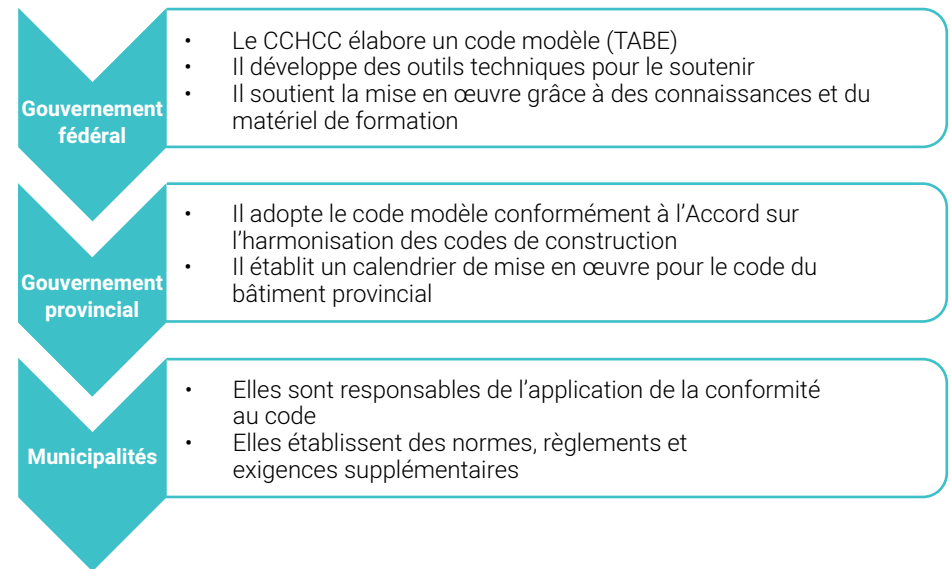 Gouvernement
fédéral
• Le CCHCC élabore un code modèle (TABE)
• Il développe des outils techniques pour le soutenir
• Il soutient la mise en œuvre grâce à des connaissances et du
matériel de formation
Gouvernement
provincial
• Il adopte le code modèle conformément à l’Accord sur
l’harmonisation des codes de construction
• Il établit un calendrier de mise en œuvre pour le code du
bâtiment provincial
Municipalités
• Elles sont responsables de l’application de la conformité
au code
• Elles établissent des normes, règlements et
exigences supplémentaires